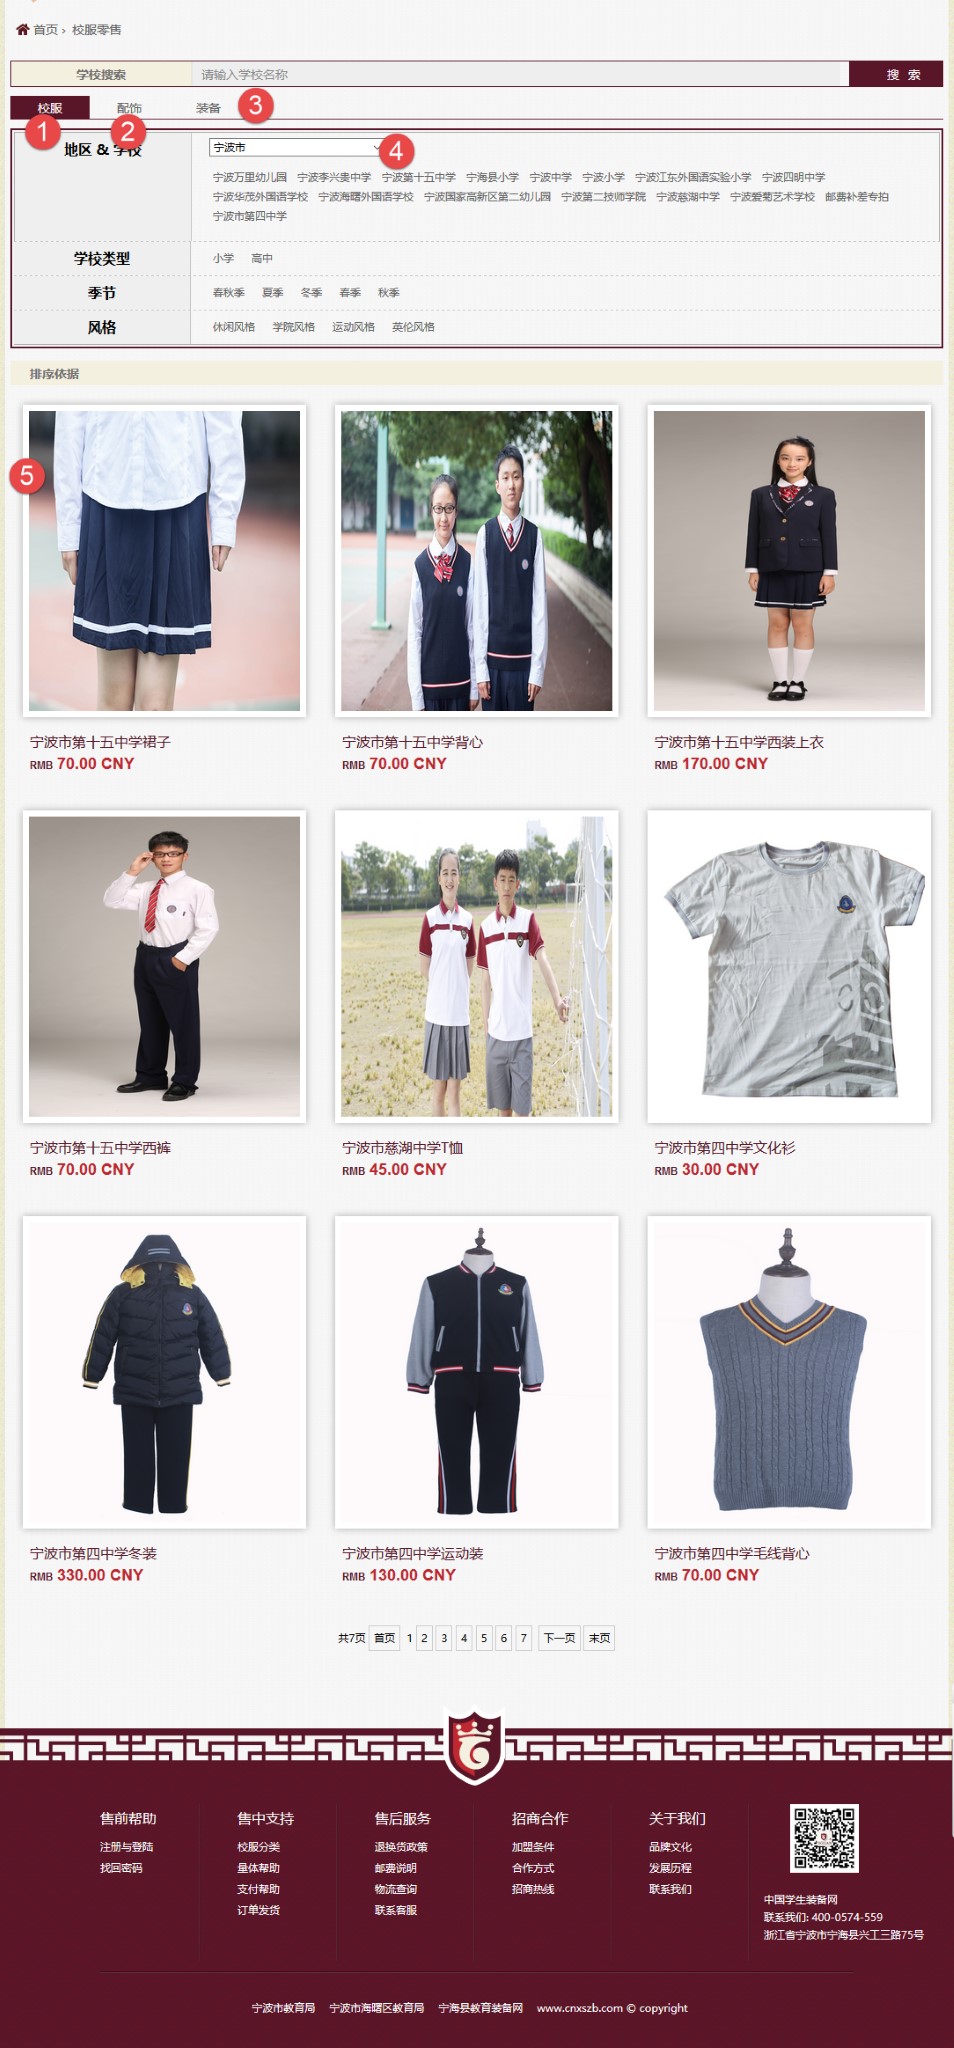 首页 › 校服零售
学校搜索 请输入学校名称 搜 索
校服 配饰 装备 3
1 2
地区 & 学校 宁波市 4
宁波万里幼儿园 宁波李兴贵中学 宁波第十五中学 宁海县小学 宁波中学 宁波小学 宁波江东外国语实验小学 宁波四明中学
宁波华茂外国语学校 宁波海曙外国语学校 宁波国家高新区第二幼儿园 宁波第二技师学院 宁波慈湖中学 宁波爱菊艺术学校 邮费补差专拍
宁波市第四中学
学校类型 小学 高中
季节 春秋季 夏季 冬季 春季 秋季
风格 休闲风格 学院风格 运动风格 英伦风格
排序依据
5
宁波市第十五中学裙子 宁波市第十五中学背心 宁波市第十五中学西装上衣
RMB 70.00 CNY RMB 70.00 CNY RMB 170.00 CNY
宁波市第十五中学西裤 宁波市慈湖中学T恤 宁波市第四中学文化衫
RMB 70.00 CNY RMB 45.00 CNY RMB 30.00 CNY
宁波市第四中学冬装 宁波市第四中学运动装 宁波市第四中学毛线背心
RMB 330.00 CNY RMB 130.00 CNY RMB 70.00 CNY
共7页 首页 1 2 3 4 5 6 7 下一页 末页
售前帮助 售中支持 售后服务 招商合作 关于我们
注册与登陆 校服分类 退换货政策 加盟条件 品牌文化
找回密码 量体帮助 邮费说明 合作方式 发展历程
支付帮助 物流查询 招商热线 联系我们
订单发货 联系客服
中国学生装备网
联系我们: 400-0574-559
浙江省宁波市宁海县兴工三路75号
宁波市教育局 宁波市海曙区教育局 宁海县教育装备网 www.cnxszb.com © copyright